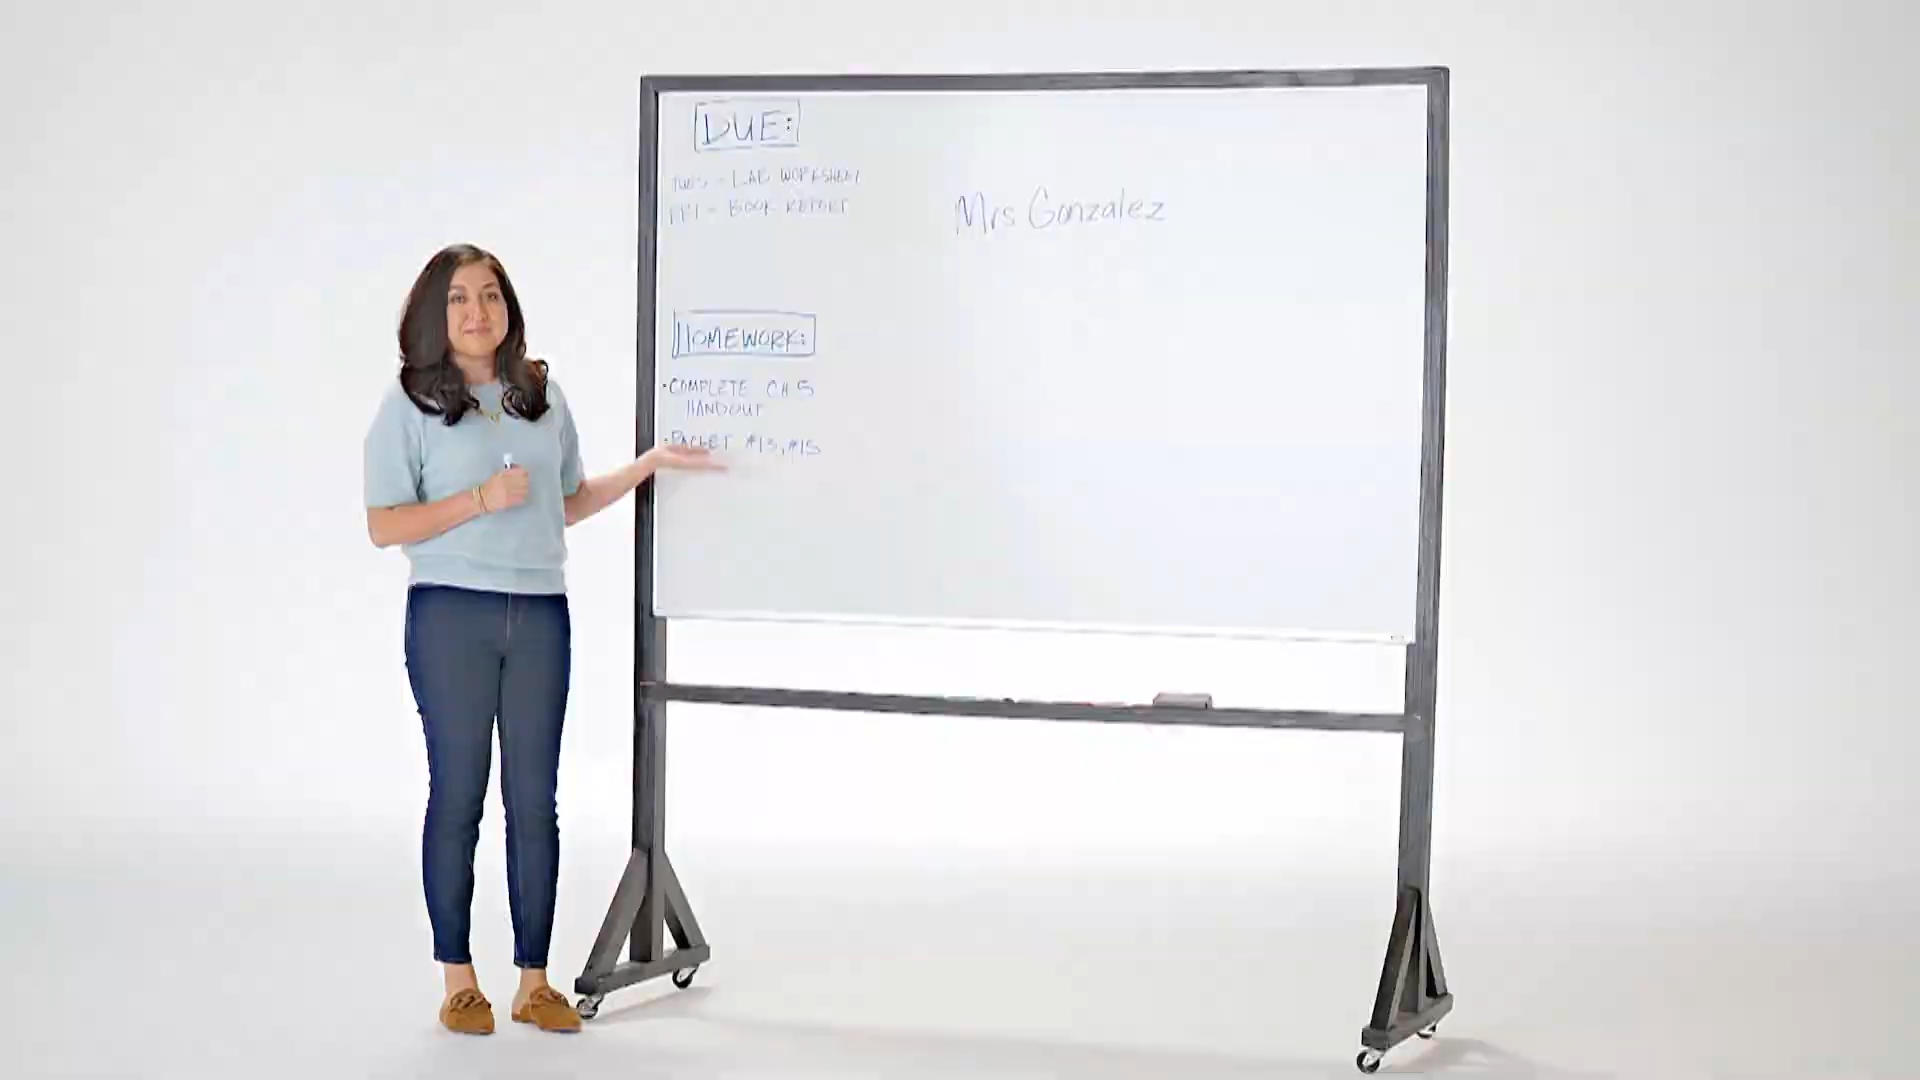 DUE:
TUES - LAB WORKSHEET
FRI - BOOK REPORT
Mrs Gonzalez
HOMEWORK:
• COMPLETE CH 5
HANDOUT
• PACKET #13, #15